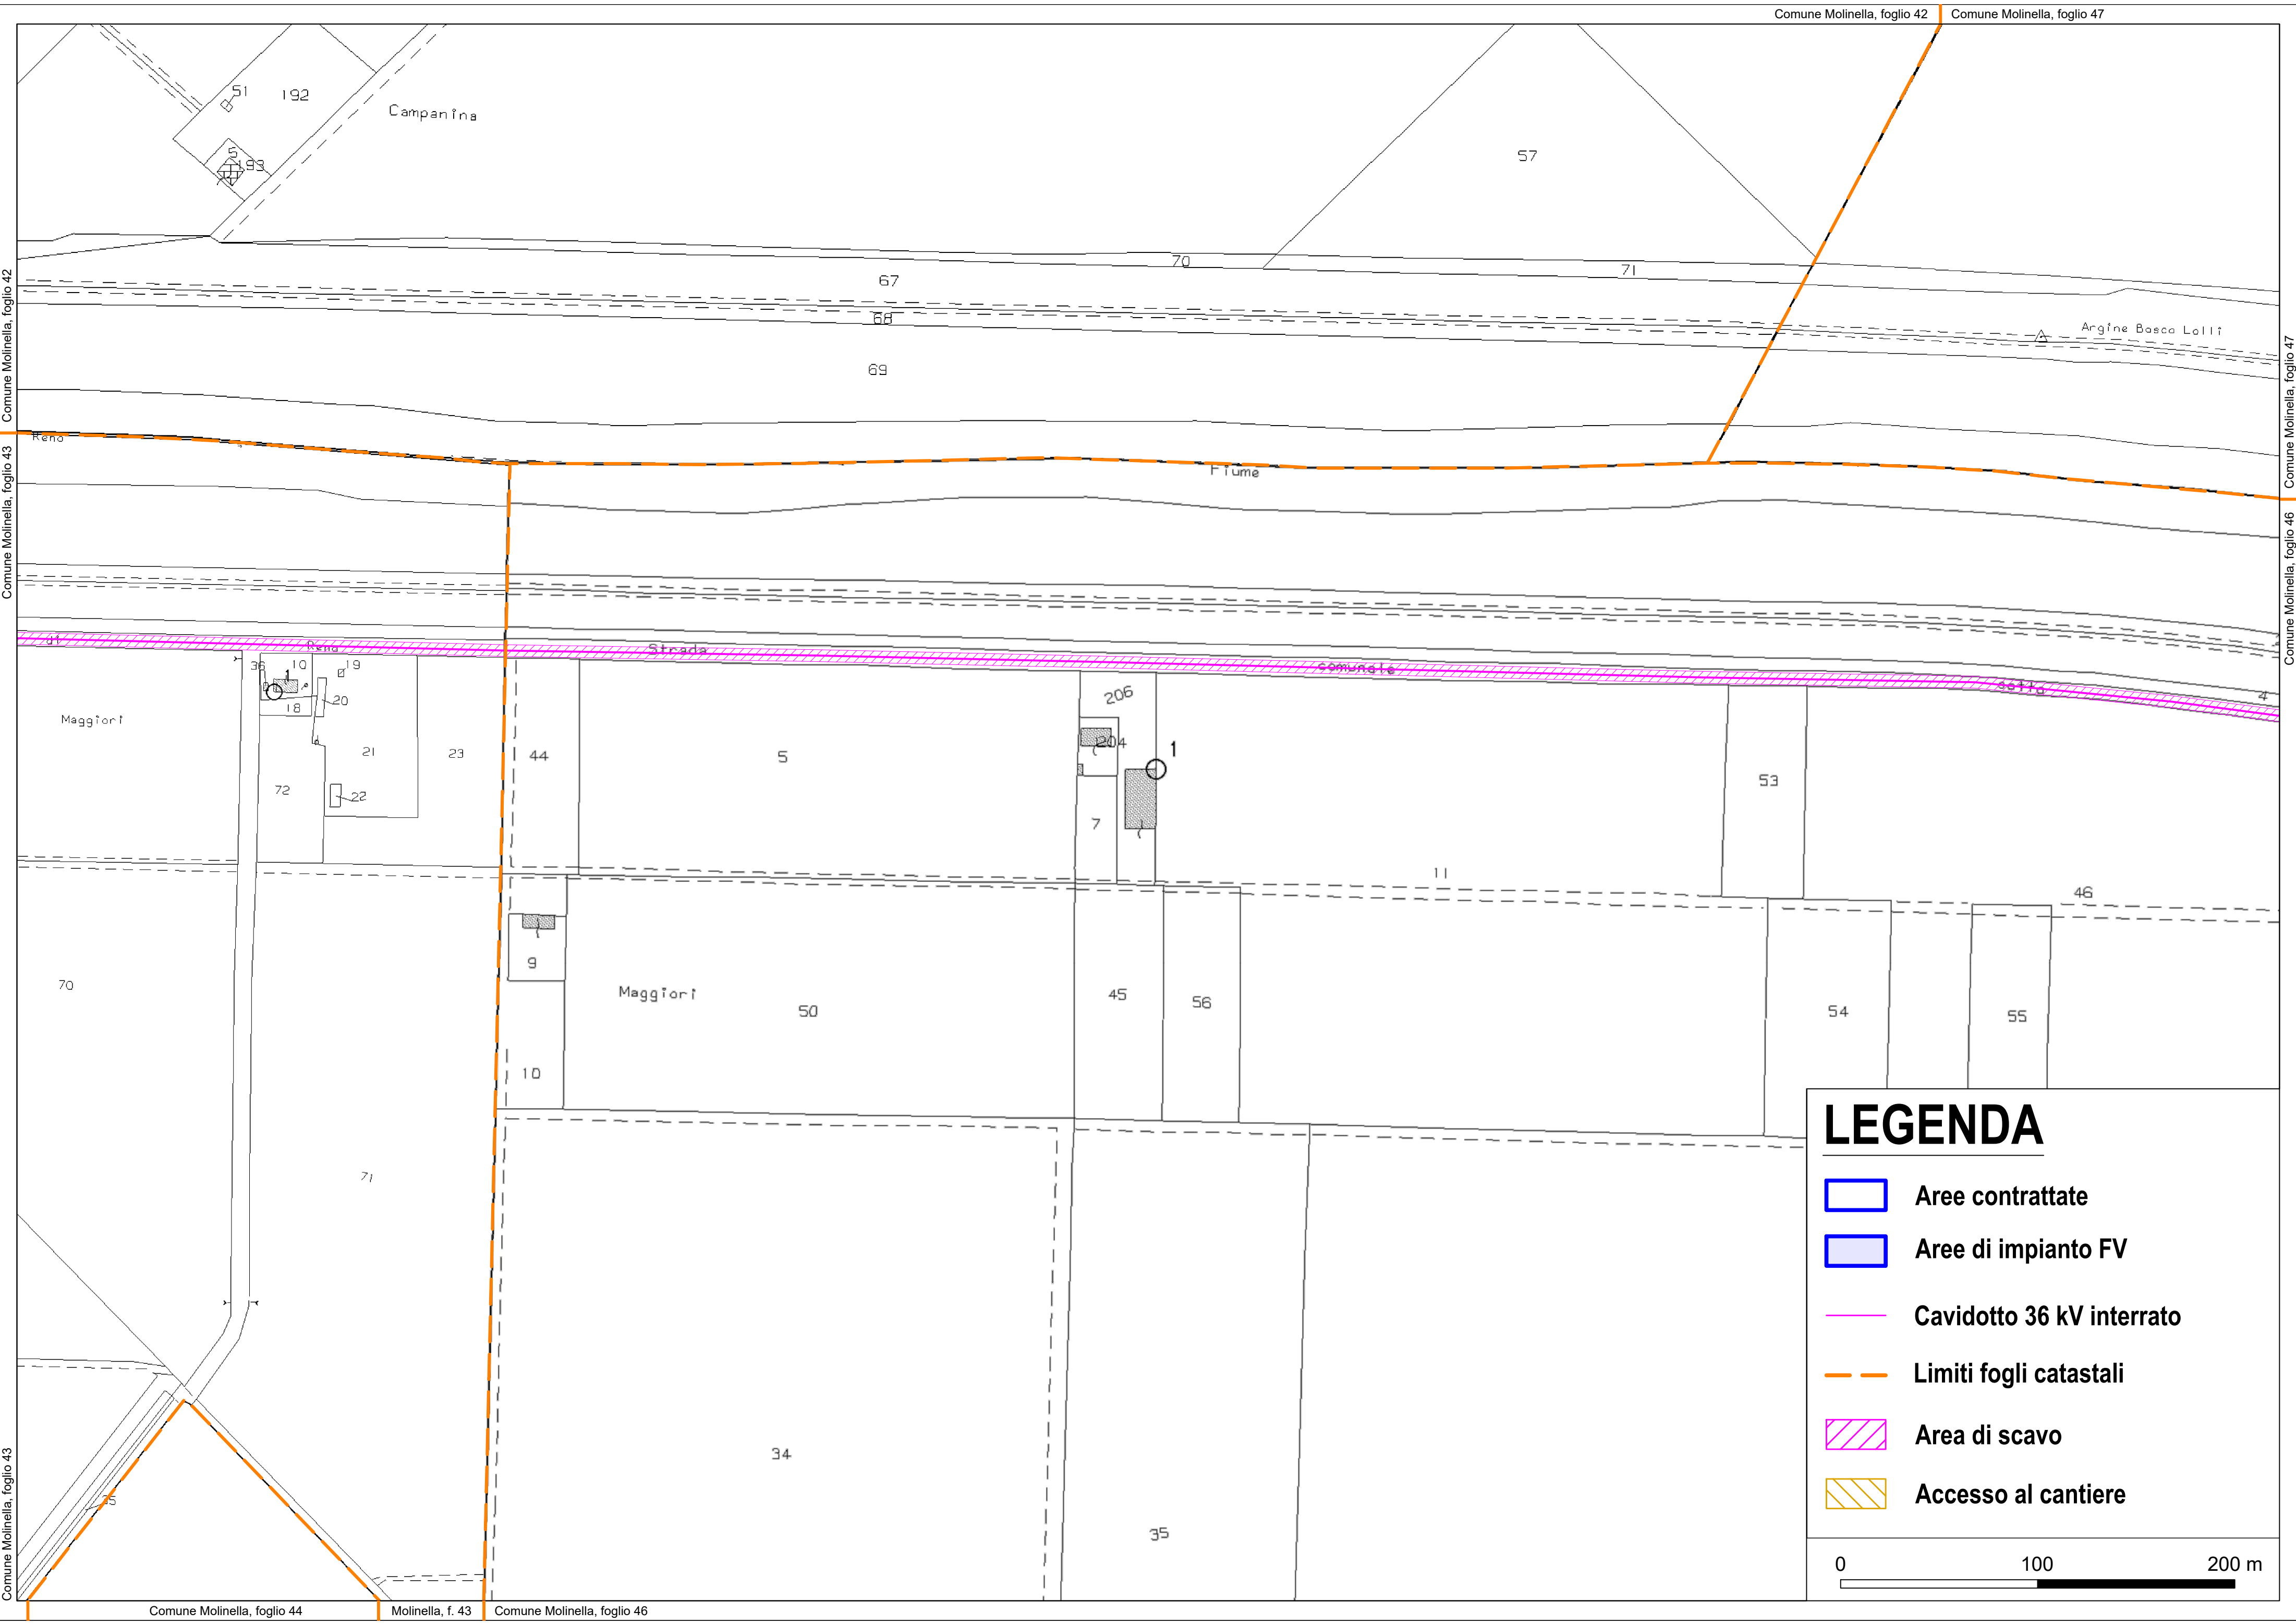 Comune Molinella, foglio 42
Comune Molinella, foglio 47
51
192
Campanina
5
193
57
70
71
67
68
69
Argine Bosco Lolli
Comune Molinella, foglio 42
Comune Molinella, foglio 43
Comune Molinella, foglio 47
Comune Molinella, foglio 46
Reno
Fiume
di
Reno
Strada
comunale
sotto
4
36
10
1
19
18
20
21
22
23
72
Maggiori
44
5
206
204
1
7
53
11
46
9
Maggiori
50
45
56
54
55
70
10
71
34
35
Comune Molinella, foglio 43
LEGENDA
Aree contrattate
Aree di impianto FV
Cavidotto 36 kV interrato
Limiti fogli catastali
Area di scavo
Accesso al cantiere
0
100
200 m
Comune Molinella, foglio 44
Molinella, f. 43
Comune Molinella, foglio 46